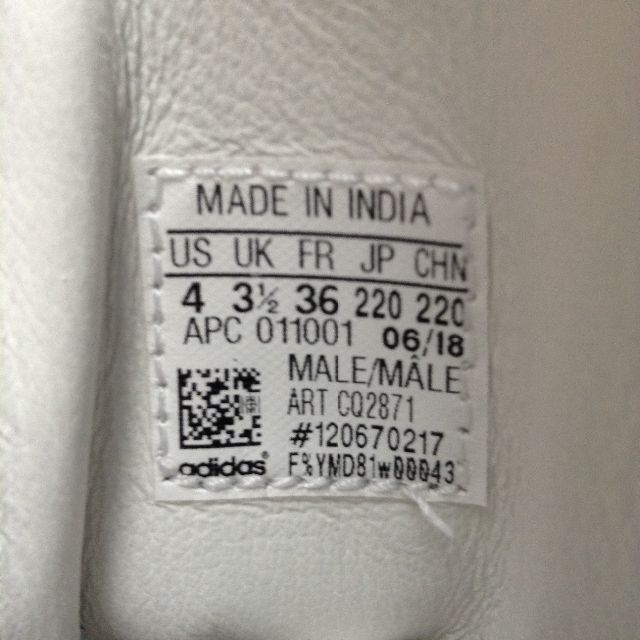 MADE IN INDIA
US UK FR JP CHN
4 3½ 36 220 220
APC 011001 06/18
MALE/MÂLE
ART CQ2871
#120670217
adidas